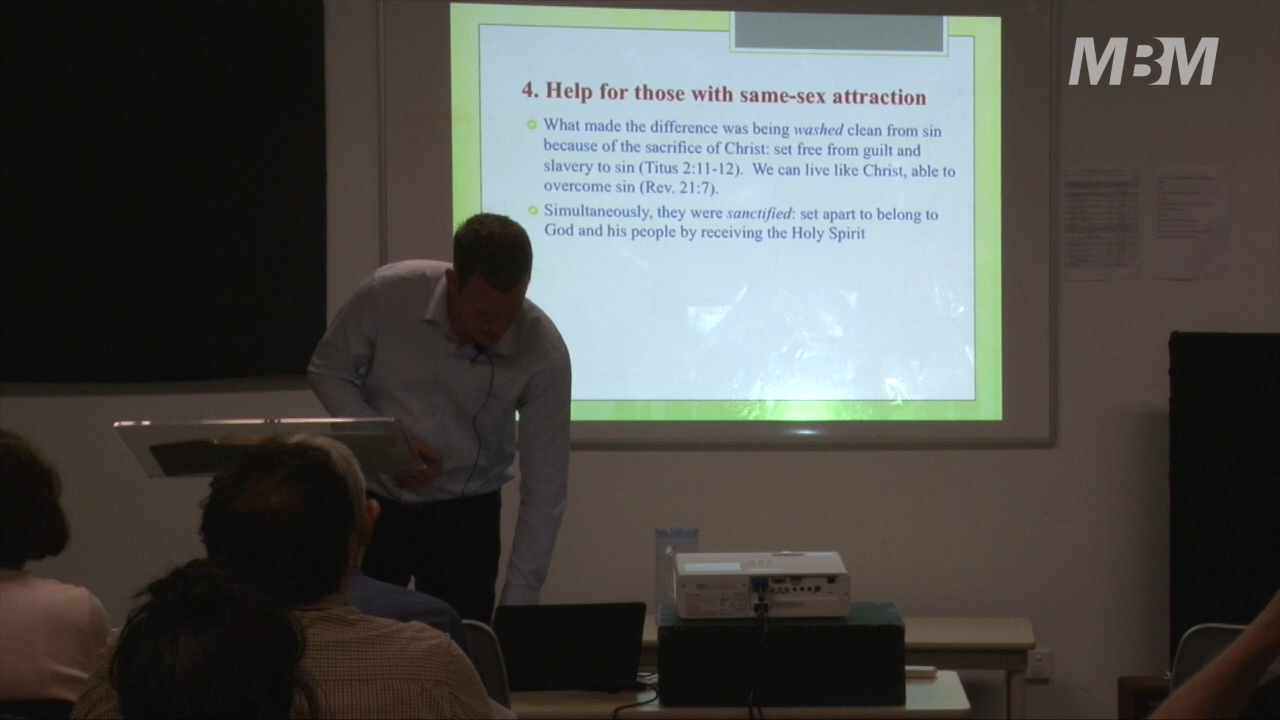 MBM
4. Help for those with same-sex attraction
What made the difference was being washed clean from sin
because of the sacrifice of Christ: set free from guilt and
slavery to sin (Titus 2:11-12). We can live like Christ, able to
overcome sin (Rev. 21:7).
Simultaneously, they were sanctified: set apart to belong to
God and his people by receiving the Holy Spirit